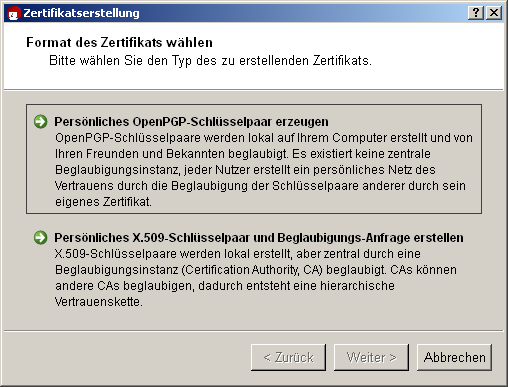 Zertifikatserstellung
Format des Zertifikats wählen
Bitte wählen Sie den Typ des zu erstellenden Zertifikats.
Persönliches OpenPGP-Schlüsselpaar erzeugen
OpenPGP-Schlüsselpaare werden lokal auf Ihrem Computer erstellt und von
Ihren Freunden und Bekannten beglaubigt. Es existiert keine zentrale
Beglaubigungsinstanz, jeder Nutzer erstellt ein persönliches Netz des
Vertrauens durch die Beglaubigung der Schlüsselpaare anderer durch sein
eigenes Zertifikat.
Persönliches X.509-Schlüsselpaar und Beglaubigungs-Anfrage erstellen
X.509-Schlüsselpaare werden lokal erstellt, aber zentral durch eine
Beglaubigungsinstanz (Certification Authority, CA) beglaubigt. CAs können
andere CAs beglaubigen, dadurch entsteht eine hierarchische
Vertrauenskette.
< Zurück Weiter > Abbrechen